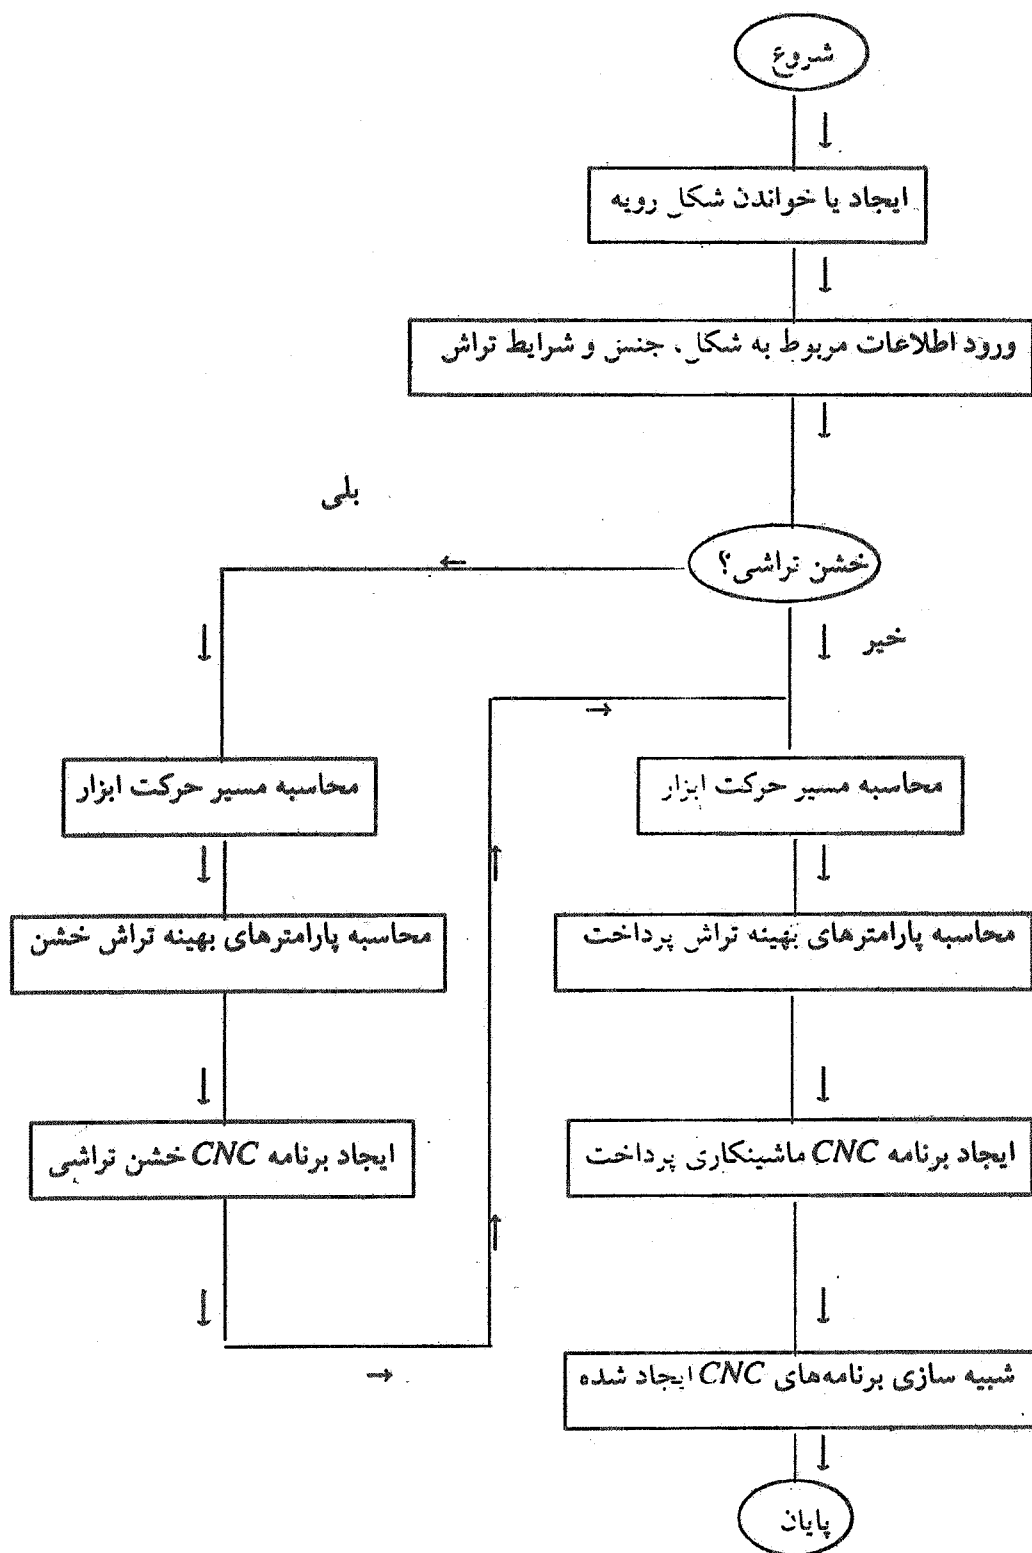 شروع
ایجاد یا خواندن شکل رویه
ورود اطلاعات مربوط به شکل، جنس و شرایط تراش
بلی
خشن تراشی؟
خیر
محاسبه مسیر حرکت ابزار
محاسبه مسیر حرکت ابزار
محاسبه پارامترهای بهینه تراش پرداخت
محاسبه پارامترهای بهینه تراش خشن
ایجاد برنامه CNC ماشینکاری پرداخت
ایجاد برنامه CNC خشن تراشی
شبیه سازی برنامه‌های CNC ایجاد شده
پایان